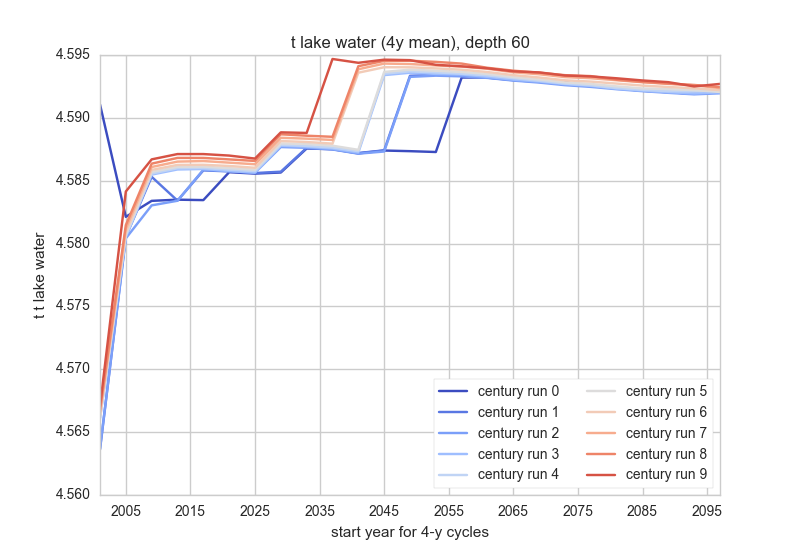 t lake water (4y mean), depth 60
4.595
4.590
4.585
4.580
4.575
4.570
4.565
4.560
t t lake water
century run 0
century run 1
century run 2
century run 3
century run 4
century run 5
century run 6
century run 7
century run 8
century run 9
2005 2015 2025 2035 2045 2055 2065 2075 2085 2095
start year for 4-y cycles